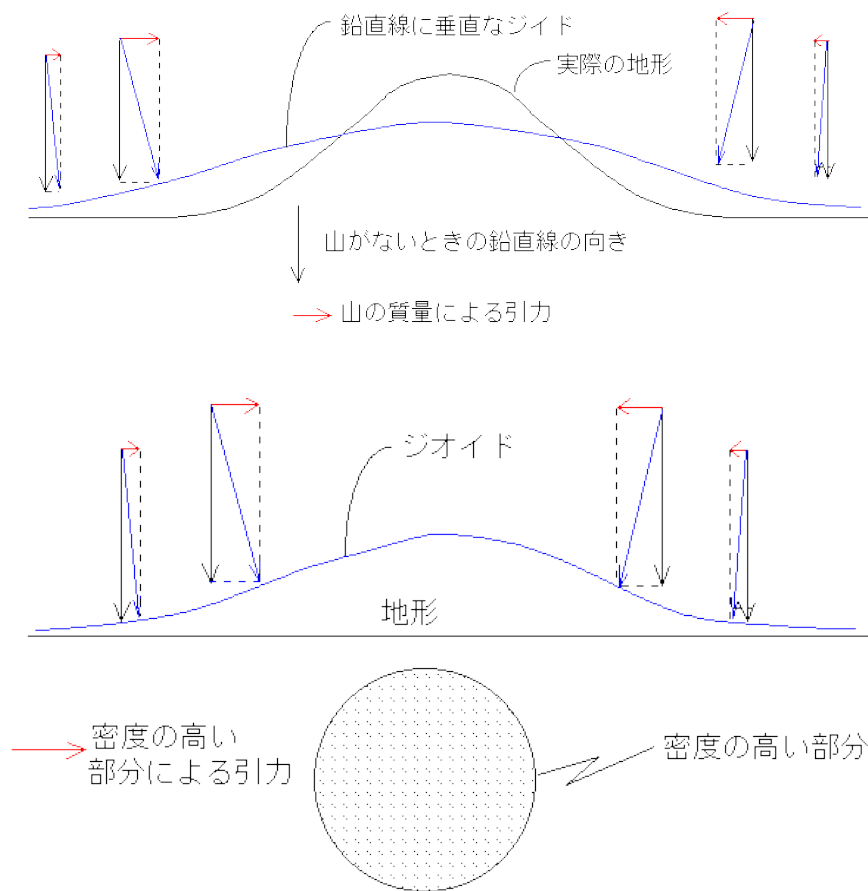 鉛直線に垂直なジイド
実際の地形
山がないときの鉛直線の向き
山の質量による引力
ジオイド
地形
密度の高い
部分による引力
密度の高い部分